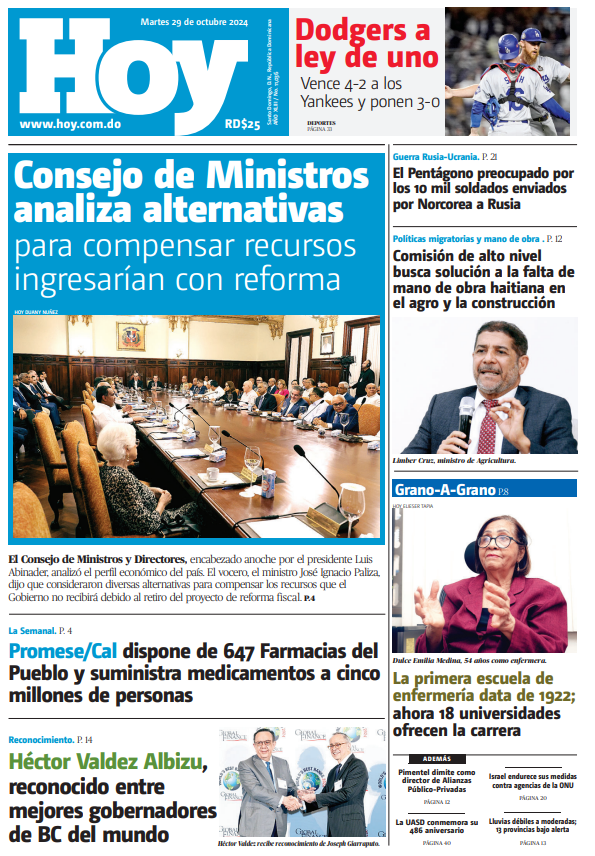 Martes 29 de octubre 2024
Hoy
www.hoy.com.do
RD$25
Santo Domingo, D.N., República Dominicana
Dodgers a
ley de uno
Vence 4-2 a los
Yankees y ponen 3-0
DEPORTES
PÁGINA 33
Consejo de Ministros
analiza alternativas
para compensar recursos
ingresarían con reforma
HOY DUANY NUÑEZ
El Consejo de Ministros y Directores, encabezado anoche por el presidente Luis
Abinader, analizó el perfil económico del país. El vocero, el ministro José Ignacio Paliza,
dijo que consideraron diversas alternativas para compensar los recursos que el
Gobierno no recibirá debido al retiro del proyecto de reforma fiscal. P.4
La Semanal. P. 4
Promese/Cal dispone de 647 Farmacias del
Pueblo y suministra medicamentos a cinco
millones de personas
Reconocimiento. P. 14
Héctor Valdez Albizu,
reconocido entre
mejores gobernadores
de BC del mundo
GLOBAL FINANCE
WORLD'S BEST BANKS
Héctor Valdez recibe reconocimiento de Joseph Giarraputo.
Guerra Rusia-Ucrania. P. 21
El Pentágono preocupado por
los 10 mil soldados enviados
por Norcorea a Rusia
Políticas migratorias y mano de obra . P. 12
Comisión de alto nivel
busca solución a la falta de
mano de obra haitiana en
el agro y la construcción
Limber Cruz, ministro de Agricultura.
Grano-A-Grano P.8
HOY ELIESER TAPIA
Dulce Emilia Medina, 54 años como enfermera.
La primera escuela de
enfermería data de 1922;
ahora 18 universidades
ofrecen la carrera
ADEMÁS
Pimentel dimite como
director de Alianzas
Público-Privadas
PÁGINA 12
Israel endurece sus medidas
contra agencias de la ONU
PÁGINA 20
La UASD conmemora su
486 aniversario
PÁGINA 40
Lluvias débiles a moderadas;
13 provincias bajo alerta
PÁGINA 13